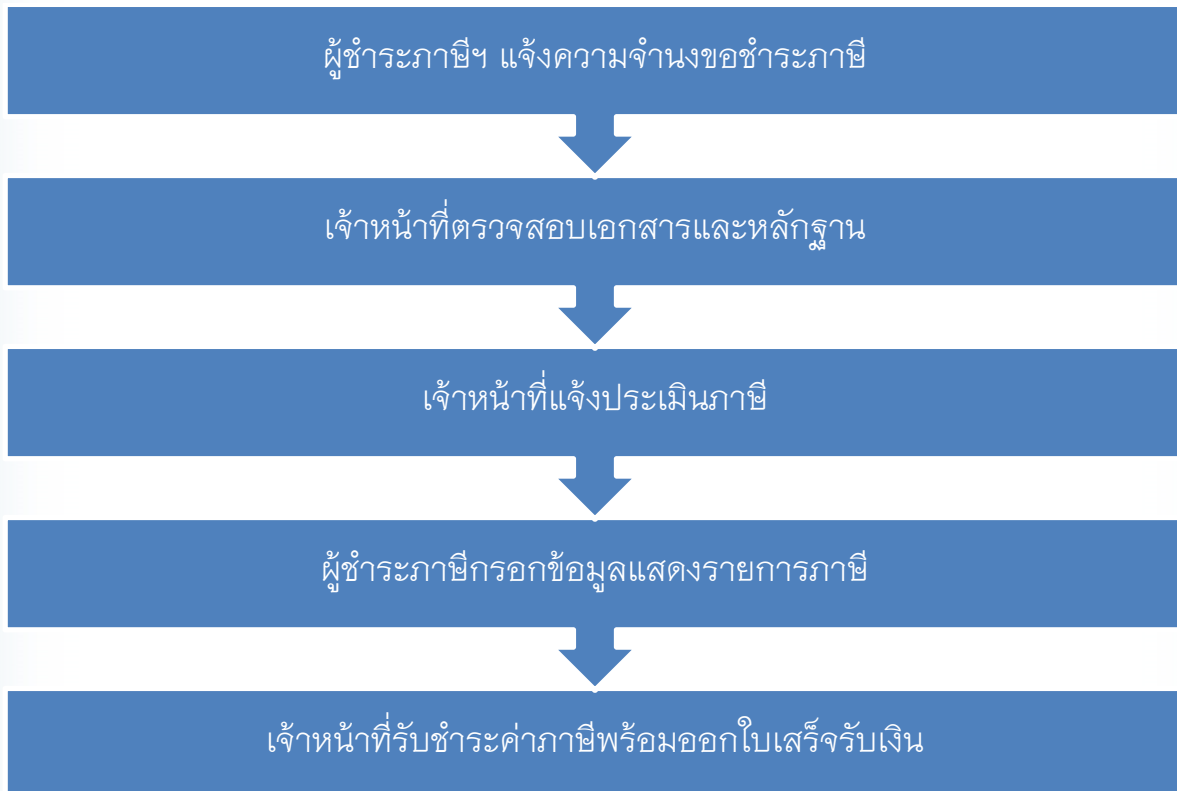 ผู้ชำระภาษีฯ แจ้งความจำนงขอชำระภาษี
เจ้าหน้าที่ตรวจสอบเอกสารและหลักฐาน
เจ้าหน้าที่แจ้งประเมินภาษี
ผู้ชำระภาษีกรอกข้อมูลแสดงรายการภาษี
เจ้าหน้าที่รับชำระค่าภาษีพร้อมออกใบเสร็จรับเงิน